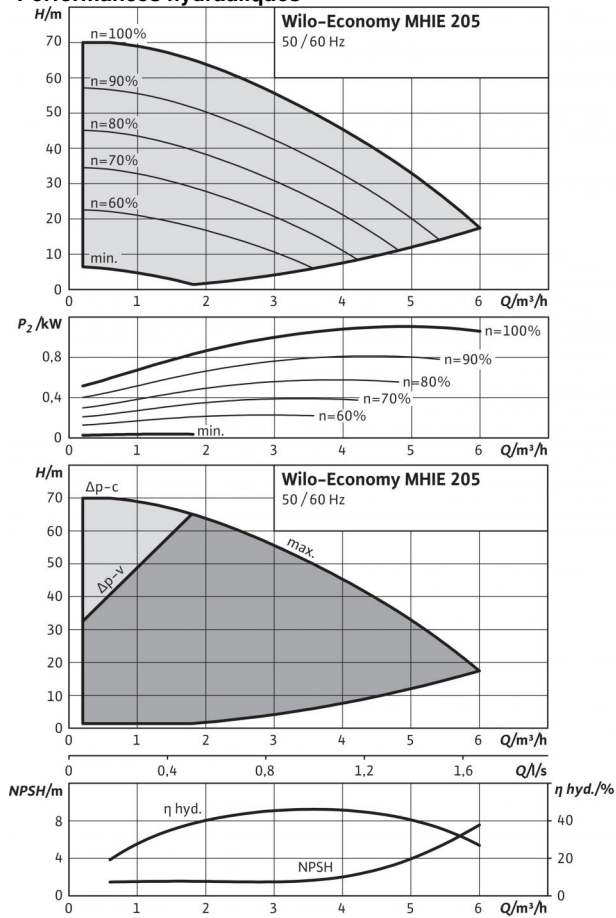 Performances hydrauliques
H/m
Wilo-Economy MHIE 205
50/60 Hz
70
60
50
40
30
20
10
0
n=100%
n=90%
n=80%
n=70%
n=60%
min.
0 1 2 3 4 5 6 Q/m³/h
P₂/kW
0,8
0,4
0
n=100%
n=90%
n=80%
n=70%
n=60%
min.
0 1 2 3 4 5 6 Q/m³/h
H/m
Wilo-Economy MHIE 205
50/60 Hz
70
60
50
40
30
20
10
0
Δp-c
Δp-v
max.
0 1 2 3 4 5 6 Q/m³/h
0 0,4 0,8 1,2 1,6 Q/l/s
NPSH/m
η hyd./%
8
4
0
η hyd.
NPSH
40
20
0
0 1 2 3 4 5 6 Q/m³/h